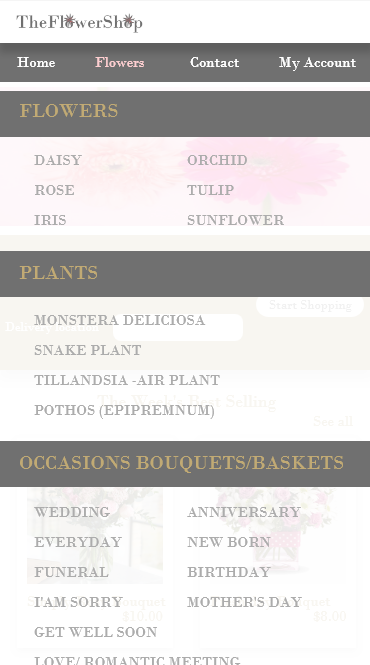 TheFlowerShop
Home Flowers Contact My Account
FLOWERS
DAISY ORCHID
ROSE TULIP
IRIS SUNFLOWER
PLANTS
Start Shopping
MONSTERA DELICIOSA
SNAKE PLANT
TILLANDSIA -AIR PLANT
Best Selling
POTHOS (EPIPREMNUM)
See all
OCCASIONS BOUQUETS/BASKETS
WEDDING ANNIVERSARY
EVERYDAY NEW BORN
FUNERAL BIRTHDAY
I'AM SORRY MOTHER'S DAY
$10.00 $8.00
GET WELL SOON
LOVE/ ROMANTIC MEETING